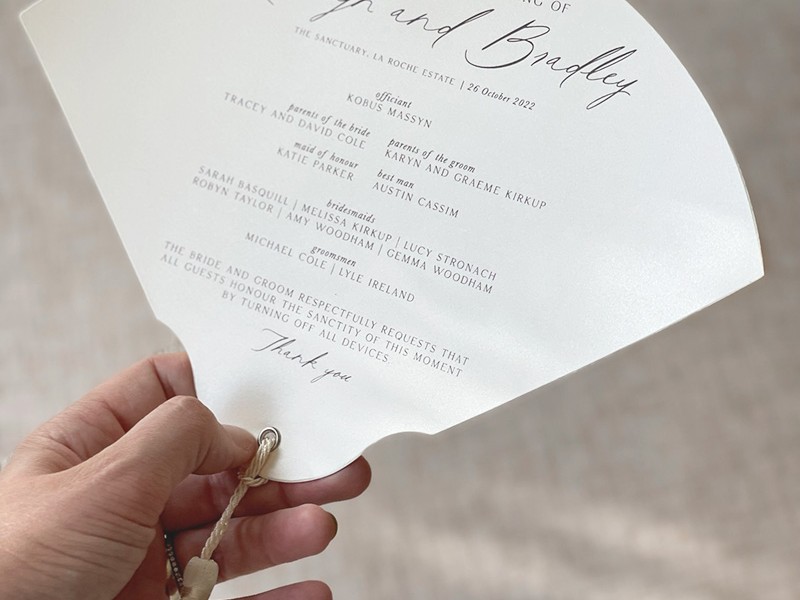 OF
and Bradley
THE SANCTUARY, LA ROCHE ESTATE | 26 October 2022
officiant
KOBUS MASSYN
parents of the bride
TRACEY AND DAVID COLE
parents of the groom
KARYN AND GRAEME KIRKUP
maid of honour
KATIE PARKER
best man
AUSTIN CASSIM
bridesmaids
SARAH BASQUILL | MELISSA KIRKUP | LUCY STRONACH
ROBYN TAYLOR | AMY WOODHAM | GEMMA WOODHAM
groomsmen
MICHAEL COLE | LYLE IRELAND
THE BRIDE AND GROOM RESPECTFULLY REQUESTS THAT
ALL GUESTS HONOUR THE SANCTITY OF THIS MOMENT
BY TURNING OFF ALL DEVICES
Thank you